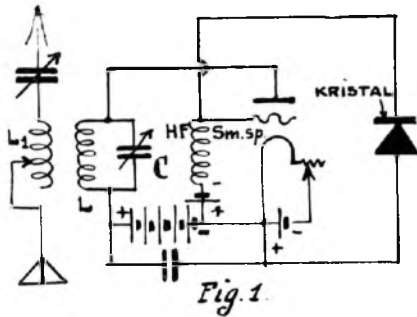 KRISTAL
L1
HF Sm.sp.
C
L
+
-
+
-
+
-
Fig. 1.